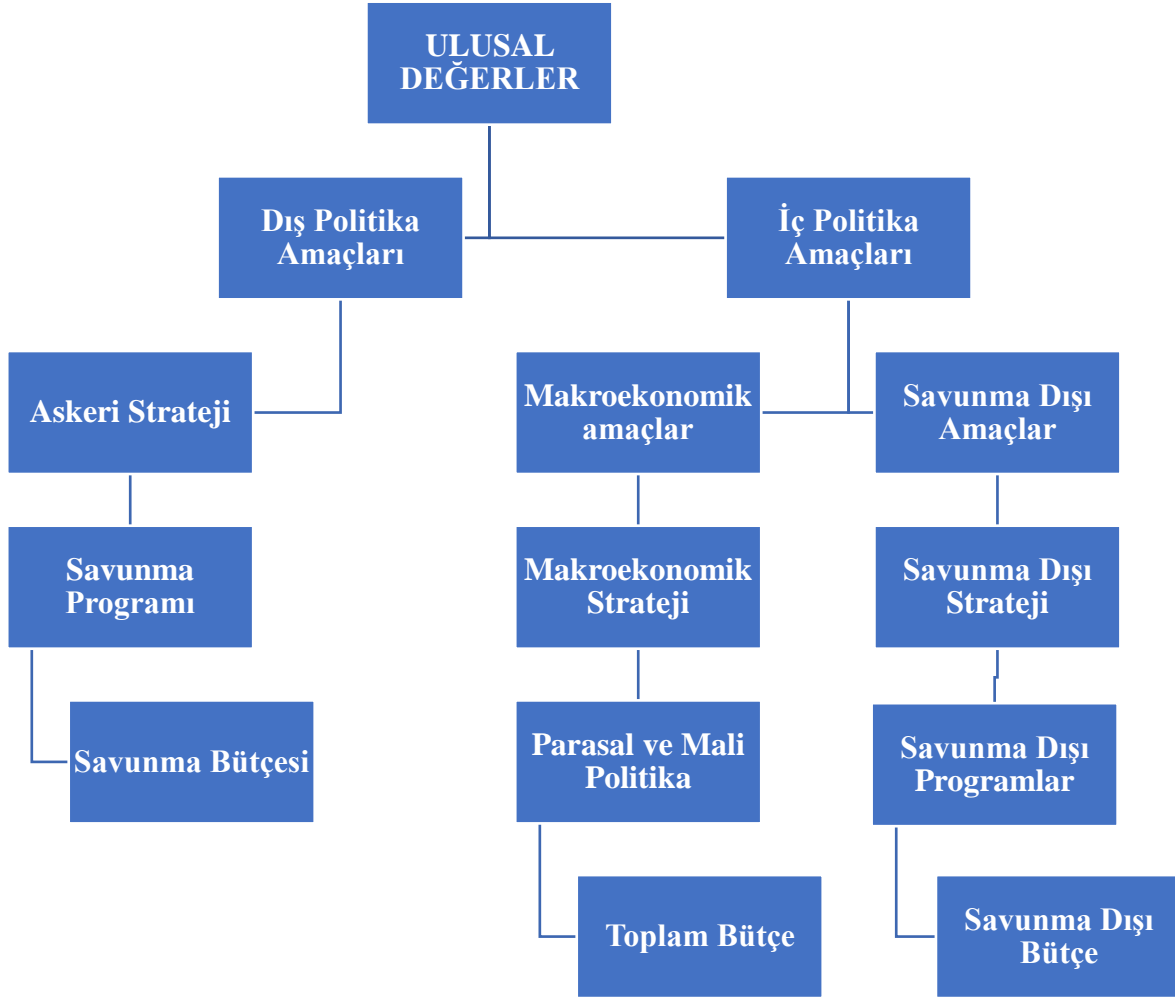 ULUSAL
DEĞERLER
Dış Politika
Amaçları
İç Politika
Amaçları
Askeri Strateji
Makroekonomik
amaçlar
Savunma Dışı
Amaçlar
Savunma
Programı
Makroekonomik
Strateji
Savunma Dışı
Strateji
Savunma Bütçesi
Parasal ve Mali
Politika
Savunma Dışı
Programlar
Toplam Bütçe
Savunma Dışı
Bütçe